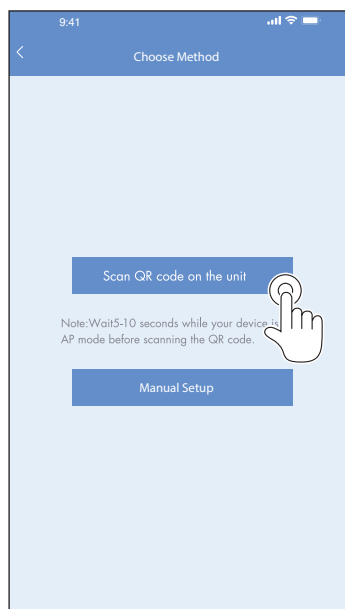 9:41
Choose Method
Scan QR code on the unit
Note:Wait5-10 seconds while your device is
AP mode before scanning the QR code.
Manual Setup